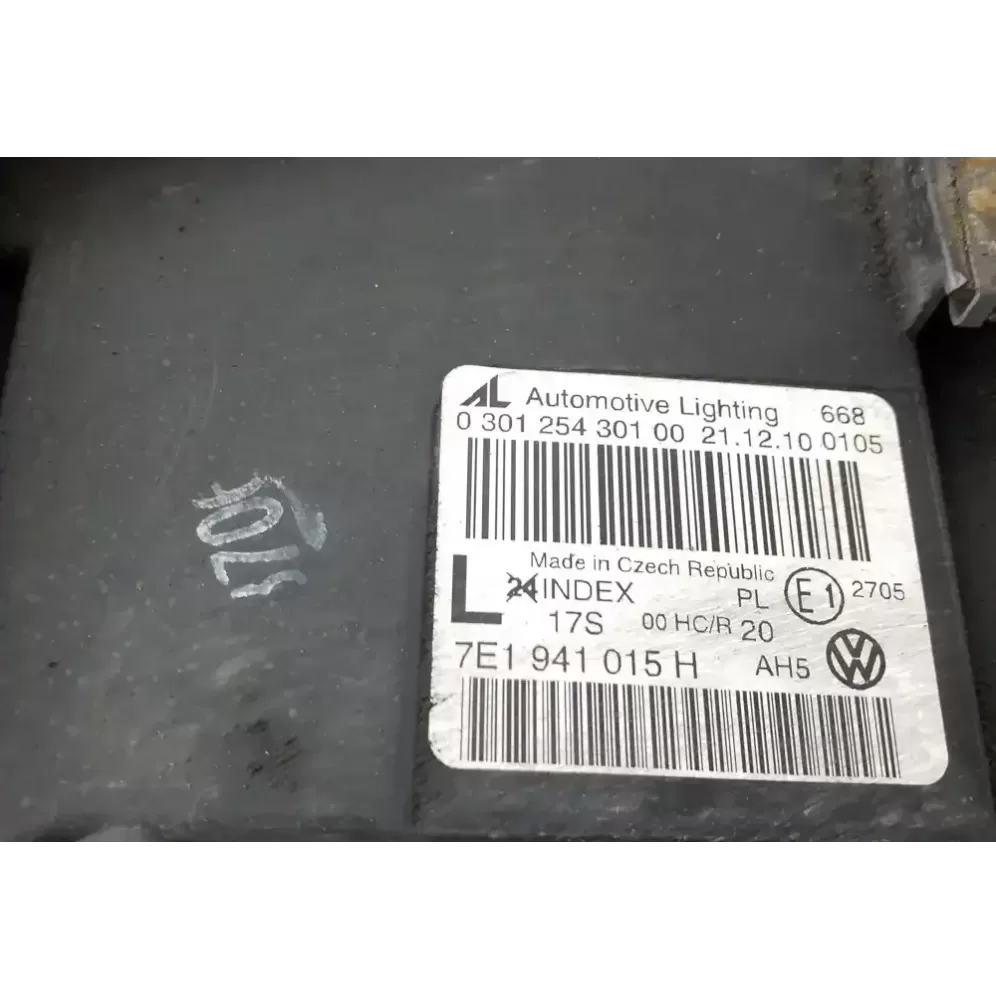 AL Automotive Lighting 668
0 301 254 301 00 21.12.10 0105
Made in Czech Republic
L 24 INDEX PL E1 2705
17S 00 HC/R 20
7E1 941 015 H AH5 VW